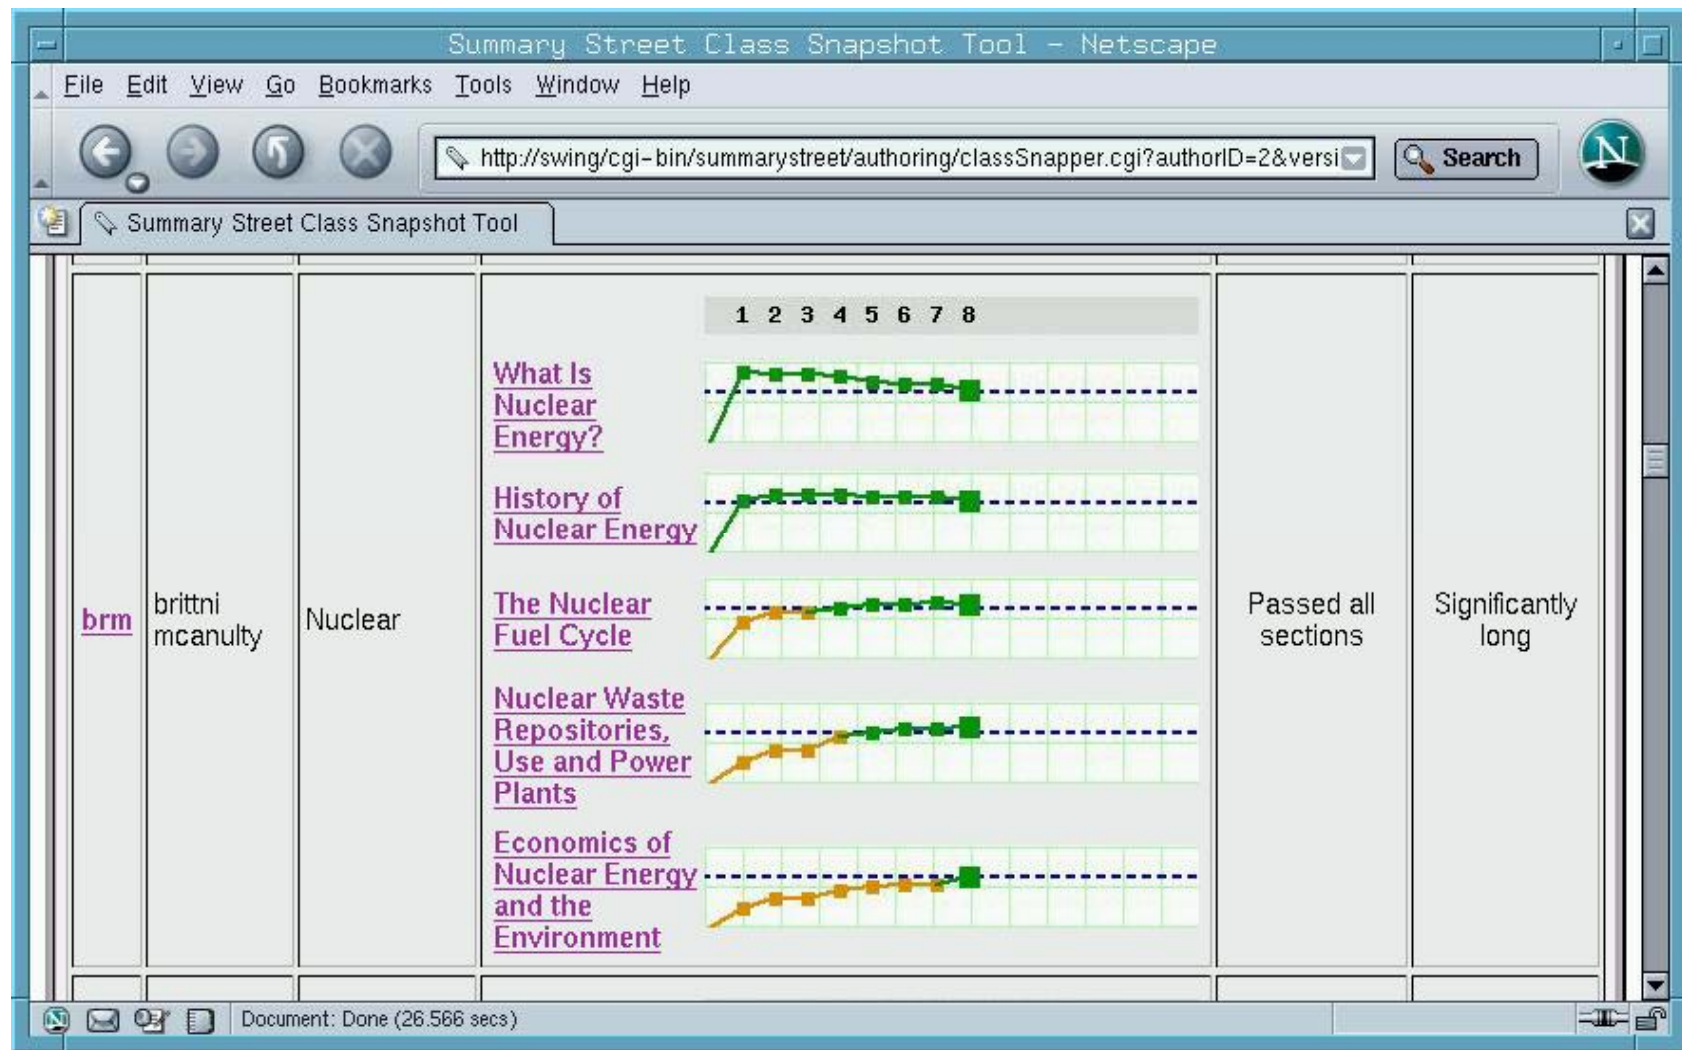 Summary Street Class Snapshot Tool - Netscape
File Edit View Go Bookmarks Tools Window Help
http://swing/cgi-bin/summarystreet/authoring/classSnapper.cgi?authorID=2&versi
Search
N
Summary Street Class Snapshot Tool
1 2 3 4 5 6 7 8
What Is
Nuclear
Energy?
History of
Nuclear Energy
brm
brittni
mcanulty
Nuclear
The Nuclear
Fuel Cycle
Passed all
sections
Significantly
long
Nuclear Waste
Repositories,
Use and Power
Plants
Economics of
Nuclear Energy
and the
Environment
Document: Done (26.566 secs)